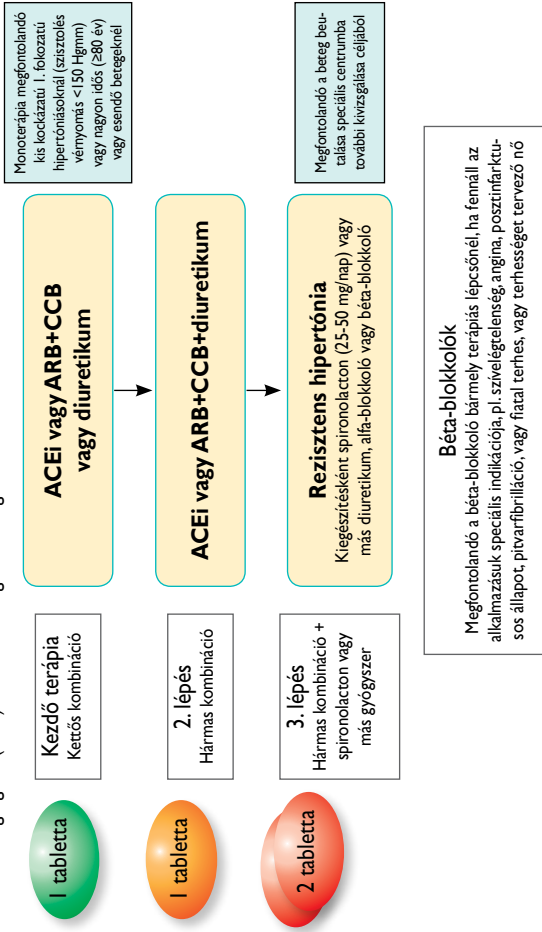 1 tabletta
Kezdő terápia
Kettős kombináció
ACEi vagy ARB+CCB
vagy diuretikum
Monoterápia megfontolandó
kis kockázatú 1. fokozatú
hipertóniásoknál (szisztolés
vérnyomás <150 Hgmm)
vagy nagyon idős (≥80 év)
vagy esendő betegeknél
1 tabletta
2. lépés
Hármas kombináció
ACEi vagy ARB+CCB+diuretikum
2 tabletta
3. lépés
Hármas kombináció +
spironolacton vagy
más gyógyszer
Rezisztens hipertónia
Kiegészítésként spironolacton (25-50 mg/nap) vagy
más diuretikum, alfa-blokkoló vagy béta-blokkoló
Megfontolandó a beteg beu-
talása speciális centrumba
további kivizsgálása céljából
Béta-blokkolók
Megfontolandó a béta-blokkoló bármely terápiás lépcsőnél, ha fennáll az
alkalmazásuk speciális indikációja, pl. szívelégtelenség, angina, posztinfarktu-
sos állapot, pitvarfibrilláció, vagy fiatal terhes, vagy terhességet tervező nő